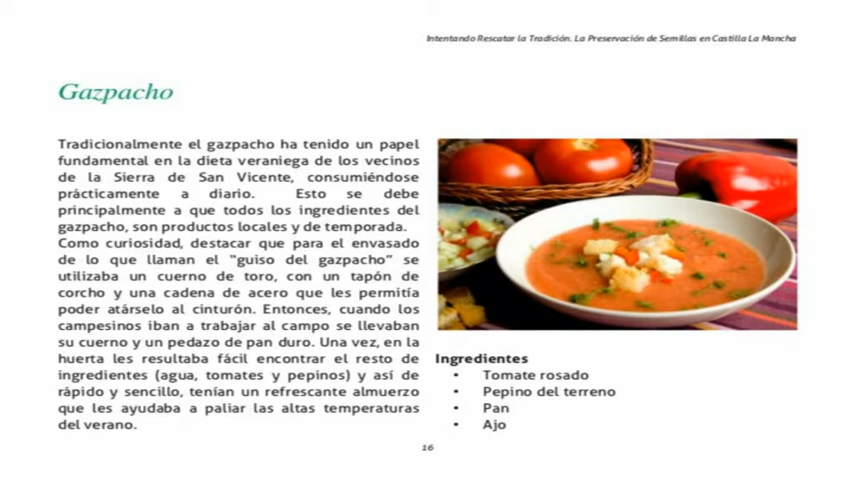 Intentando Rescatar la Tradición. La Preservación de Semillas en Castilla La Mancha
Gazpacho
Tradicionalmente el gazpacho ha tenido un papel
fundamental en la dieta veraniega de los vecinos
de la Sierra de San Vicente, consumiéndose
prácticamente a diario. Esto se debe
principalmente a que todos los ingredientes del
gazpacho, son productos locales y de temporada.
Como curiosidad, destacar que para el envasado
de lo que llaman el “guiso del gazpacho” se
utilizaba un cuerno de toro, con un tapón de
corcho y una cadena de acero que les permitía
poder atárselo al cinturón. Entonces, cuando los
campesinos iban a trabajar al campo se llevaban
su cuerno y un pedazo de pan duro. Una vez, en la
huerta les resultaba fácil encontrar el resto de
ingredientes (agua, tomates y pepinos) y así de
rápido y sencillo, tenían un refrescante almuerzo
que les ayudaba a paliar las altas temperaturas
del verano.
Ingredientes
• Tomate rosado
• Pepino del terreno
• Pan
• Ajo
16